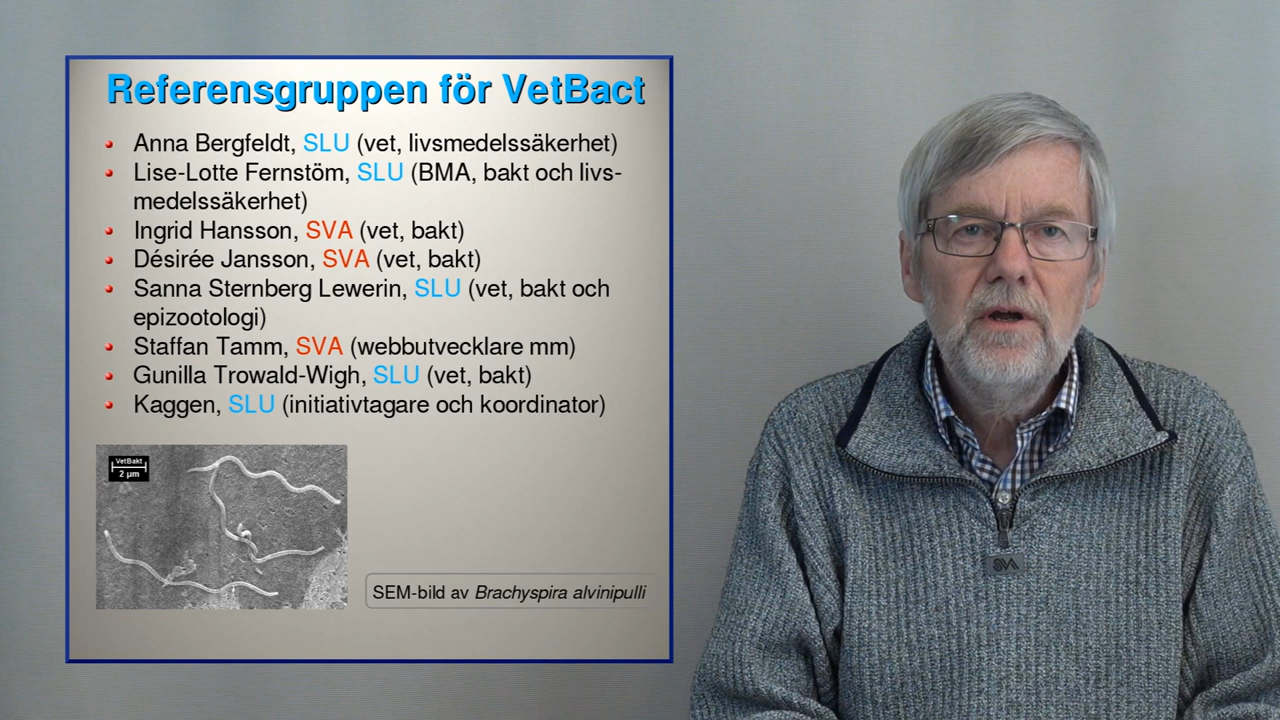 Referensgruppen för VetBact
Anna Bergfeldt, SLU (vet, livsmedelssäkerhet)
Lise-Lotte Fernstöm, SLU (BMA, bakt och livs-
medelssäkerhet)
Ingrid Hansson, SVA (vet, bakt)
Désirée Jansson, SVA (vet, bakt)
Sanna Sternberg Lewerin, SLU (vet, bakt och
epizootologi)
Staffan Tamm, SVA (webbutvecklare mm)
Gunilla Trowald-Wigh, SLU (vet, bakt)
Kaggen, SLU (initiativtagare och koordinator)
VetBakt
2 µm
SEM-bild av Brachyspira alvinipulli
SVA